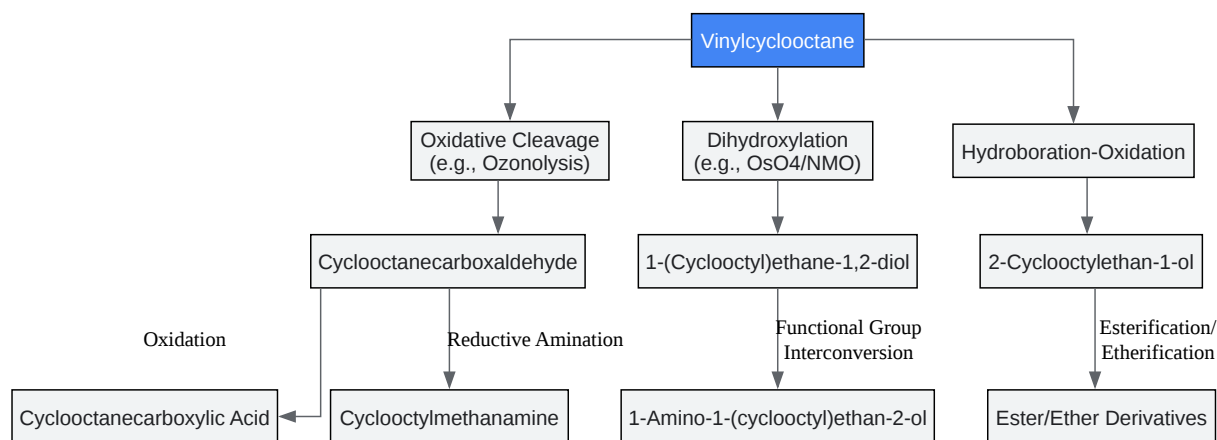 Vinylcyclooctane
Oxidative Cleavage
(e.g., Ozonolysis)
Dihydroxylation
(e.g., OsO4/NMO)
Hydroboration-Oxidation
Cyclooctanecarboxaldehyde
1-(Cyclooctyl)ethane-1,2-diol
2-Cyclooctylethan-1-ol
Oxidation
Reductive Amination
Functional Group
Interconversion
Esterification/
Etherification
Cyclooctanecarboxylic Acid
Cyclooctylmethanamine
1-Amino-1-(cyclooctyl)ethan-2-ol
Ester/Ether Derivatives